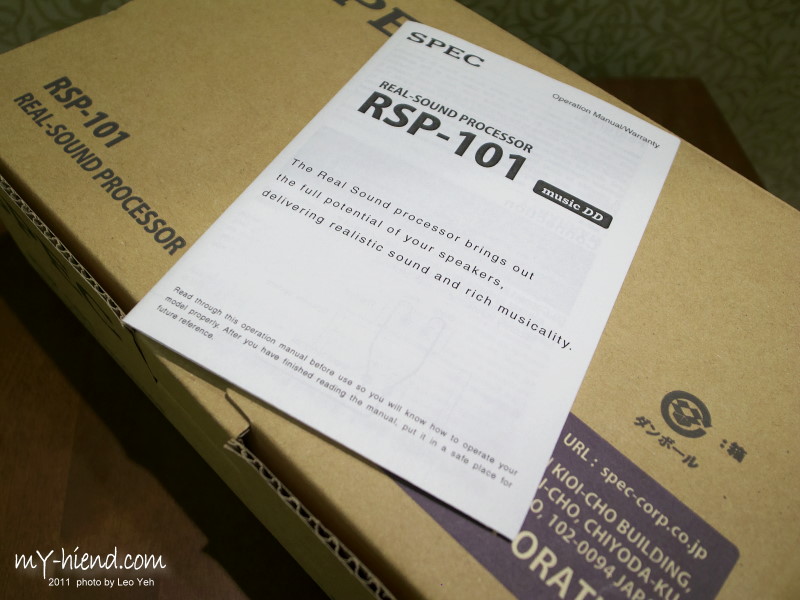 SPEC
RSP-101
REAL-SOUND PROCESSOR
SPEC
Operation Manual/Warranty
REAL-SOUND PROCESSOR
RSP-101
music DD
The Real Sound processor brings out
the full potential of your speakers,
delivering realistic sound and rich musicality.
Read through this operation manual before use so you will know how to operate your
model properly. After you have finished reading the manual, put it in a safe place for
future reference.
ダンボール
:箱
URL : spec-corp.co.jp
KIOI-CHO BUILDING,
-CHO, CHIYODA-KU
O. 102-0094 JAP
ORAT
my-hiend.com
2011 photo by Leo Yeh